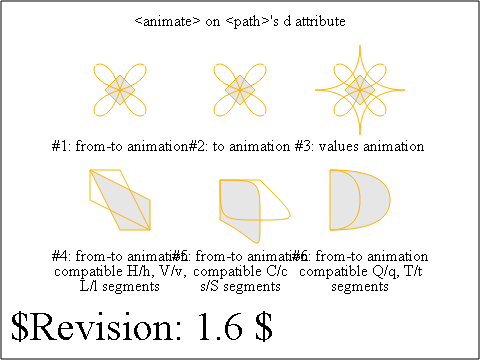 <animate> on <path>'s d attribute
#1: from-to animation #2: to animation #3: values animation
#4: from-to animation #5: from-to animation #6: from-to animation
compatible H/h, V/v, compatible C/c compatible Q/q, T/t
L/l segments s/S segments segments
$Revision: 1.6 $